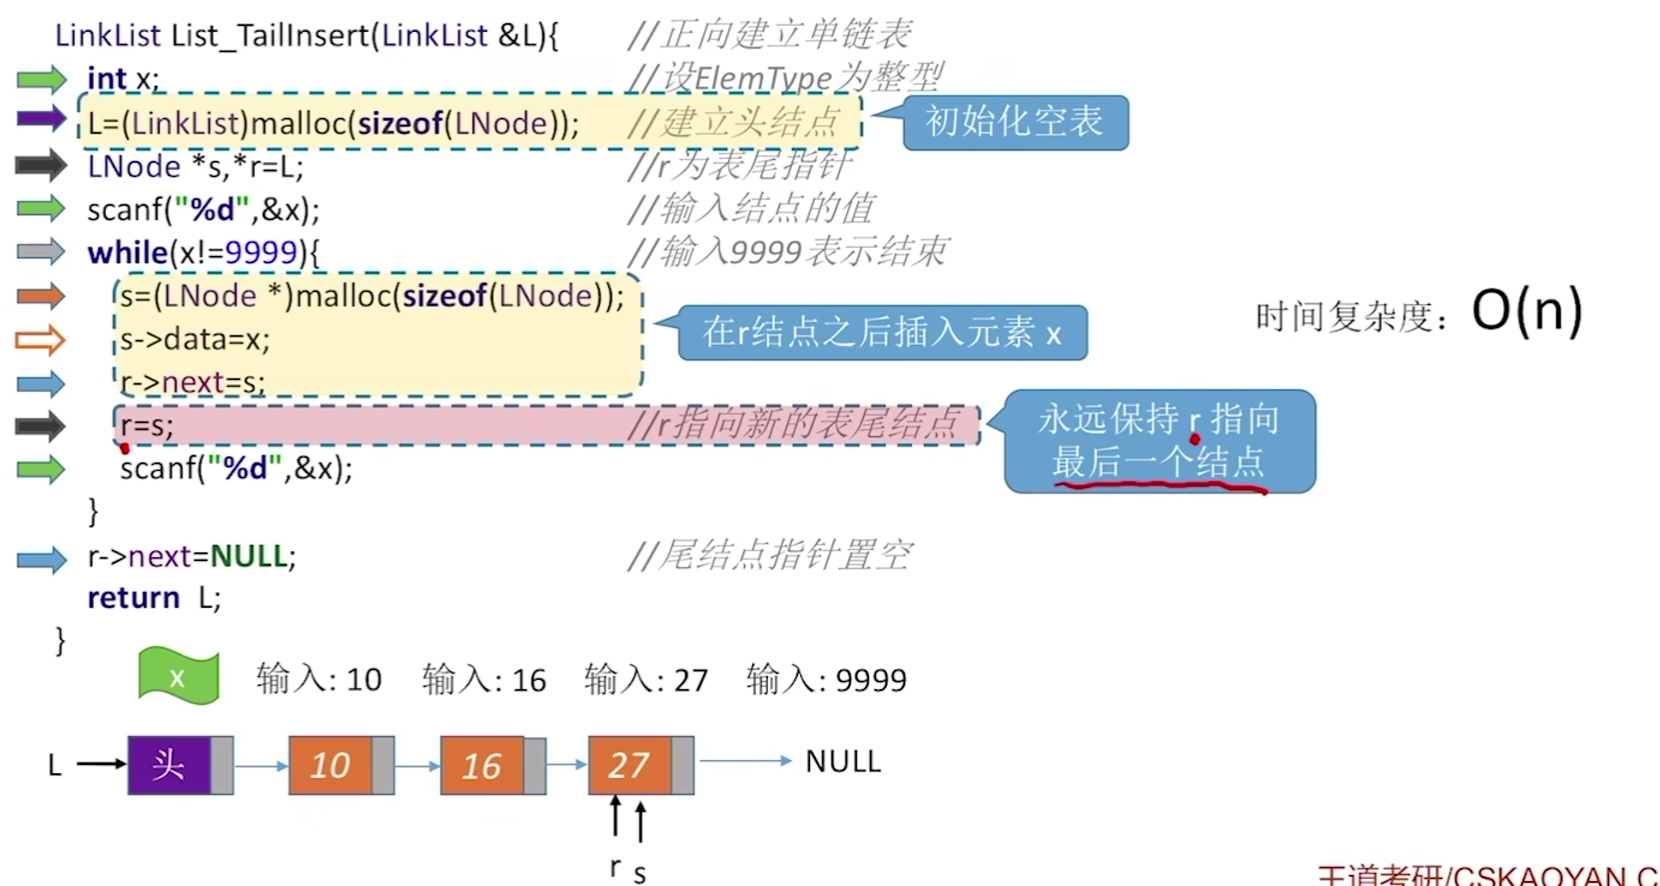 LinkList List_TailInsert(LinkList &L){ //正向建立单链表
int x; //设ElemType为整型
L=(LinkList)malloc(sizeof(LNode)); //建立头结点
初始化空表
LNode *s,*r=L; //r为表尾指针
scanf("%d",&x); //输入结点的值
while(x!=9999){ //输入9999表示结束
s=(LNode *)malloc(sizeof(LNode));
s->data=x;
r->next=s;
在r结点之后插入元素 x
时间复杂度：O(n)
r=s; //r指向新的表尾结点
永远保持 r 指向
最后一个结点
scanf("%d",&x);
}
r->next=NULL; //尾结点指针置空
return L;
}
x 输入: 10 输入: 16 输入: 27 输入: 9999
L 头 10 16 27 NULL
r s
王道考研/CSKAOYAN.C